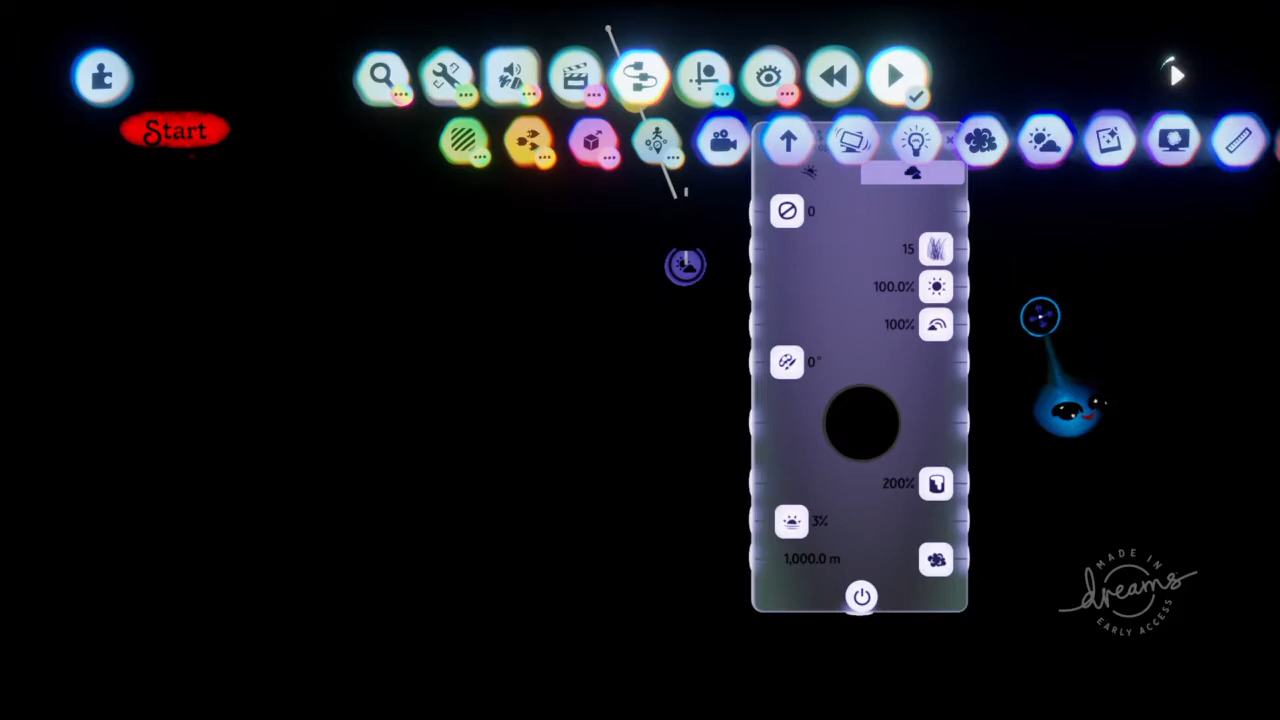 Start
0
15
100.0%
100%
0°
200%
3%
1,000.0 m
MADE IN
dreams
EARLY ACCESS